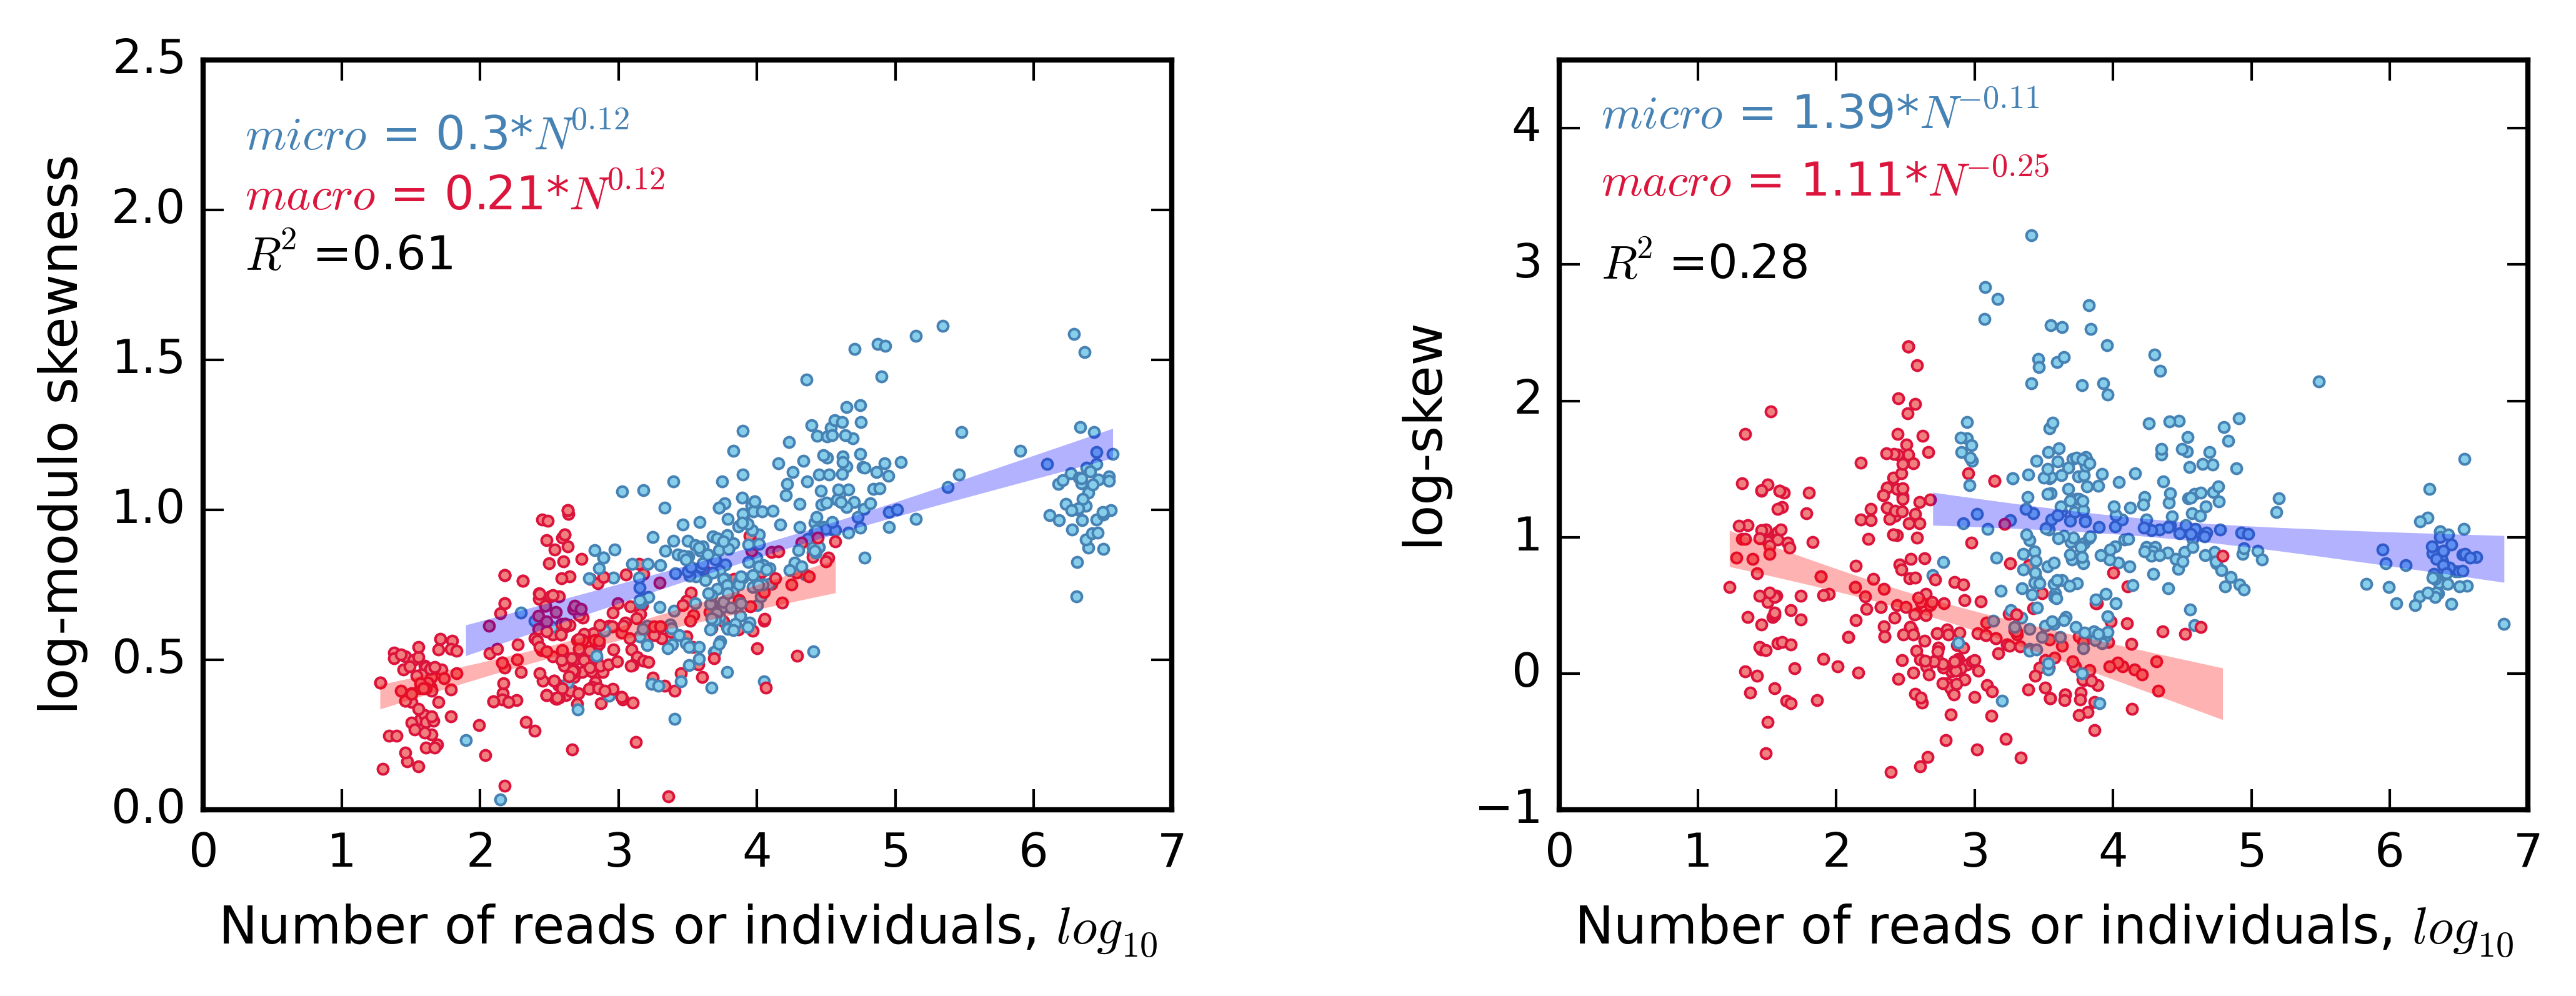 log-modulo skewness
2.5
2.0
1.5
1.0
0.5
0.0
micro = 0.3*N^0.12
macro = 0.21*N^0.12
R^2 =0.61
0 1 2 3 4 5 6 7
Number of reads or individuals, log_10
log-skew
4
3
2
1
0
−1
micro = 1.39*N^−0.11
macro = 1.11*N^−0.25
R^2 =0.28
0 1 2 3 4 5 6 7
Number of reads or individuals, log_10